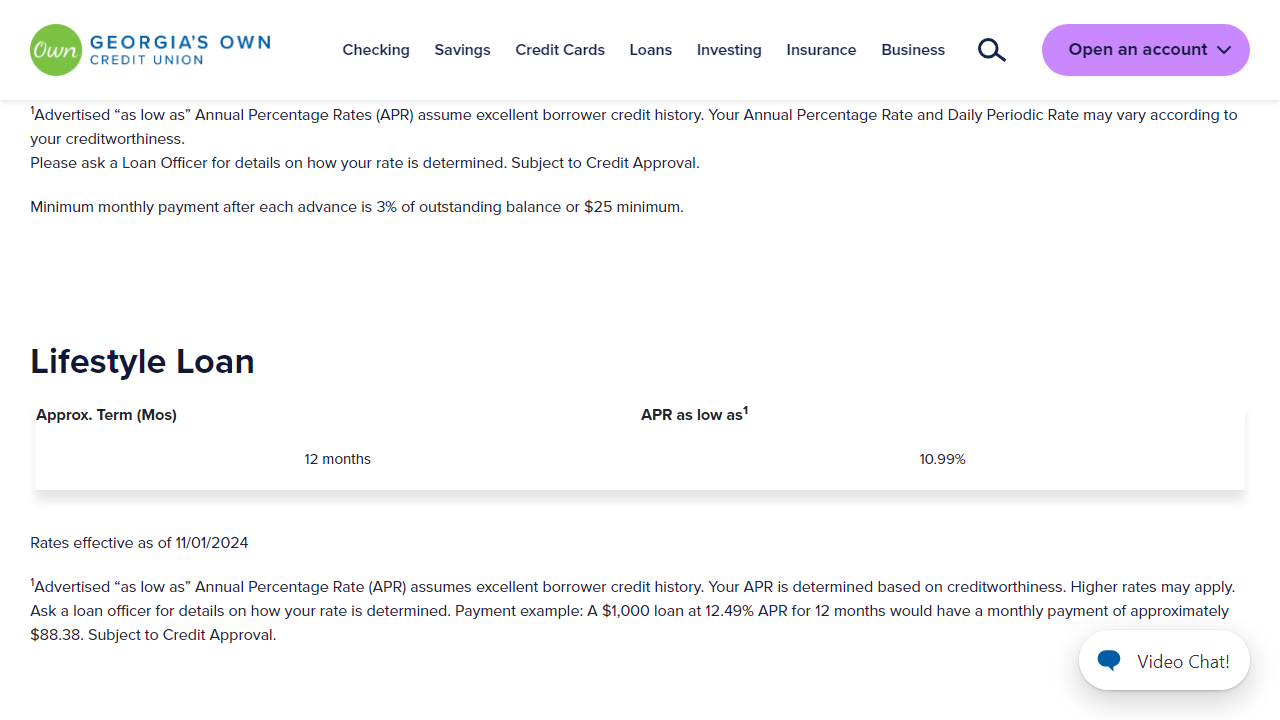 Own GEORGIA'S OWN
CREDIT UNION
Checking Savings Credit Cards Loans Investing Insurance Business Open an account
¹Advertised “as low as” Annual Percentage Rates (APR) assume excellent borrower credit history. Your Annual Percentage Rate and Daily Periodic Rate may vary according to
your creditworthiness.
Please ask a Loan Officer for details on how your rate is determined. Subject to Credit Approval.
Minimum monthly payment after each advance is 3% of outstanding balance or $25 minimum.
Lifestyle Loan
Approx. Term (Mos) APR as low as¹
12 months 10.99%
Rates effective as of 11/01/2024
¹Advertised “as low as” Annual Percentage Rate (APR) assumes excellent borrower credit history. Your APR is determined based on creditworthiness. Higher rates may apply.
Ask a loan officer for details on how your rate is determined. Payment example: A $1,000 loan at 12.49% APR for 12 months would have a monthly payment of approximately
$88.38. Subject to Credit Approval.
Video Chat!